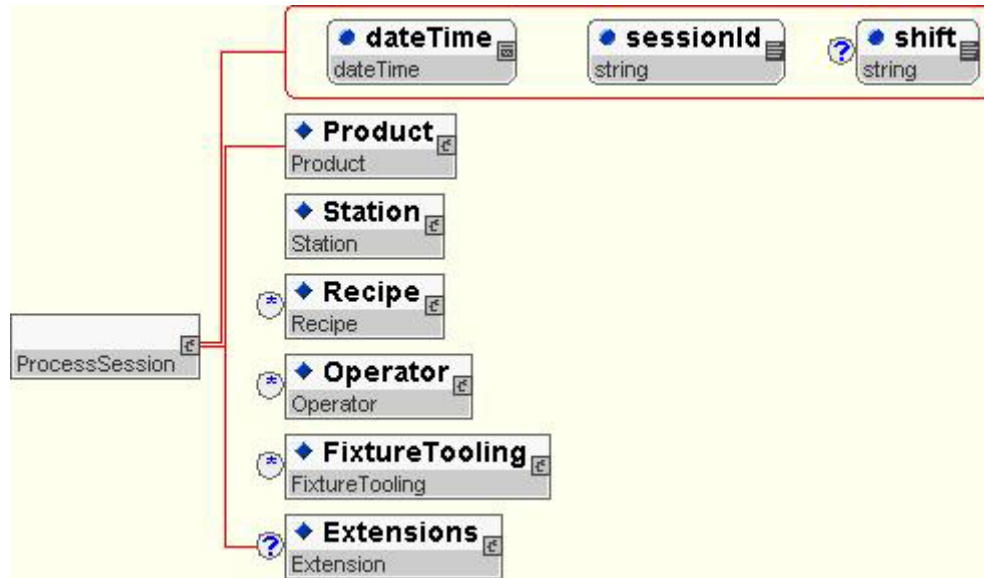 dateTime
dateTime
sessionId
string
? shift
string
Product
Product
Station
Station
* Recipe
Recipe
ProcessSession
* Operator
Operator
* FixtureTooling
FixtureTooling
? Extensions
Extension